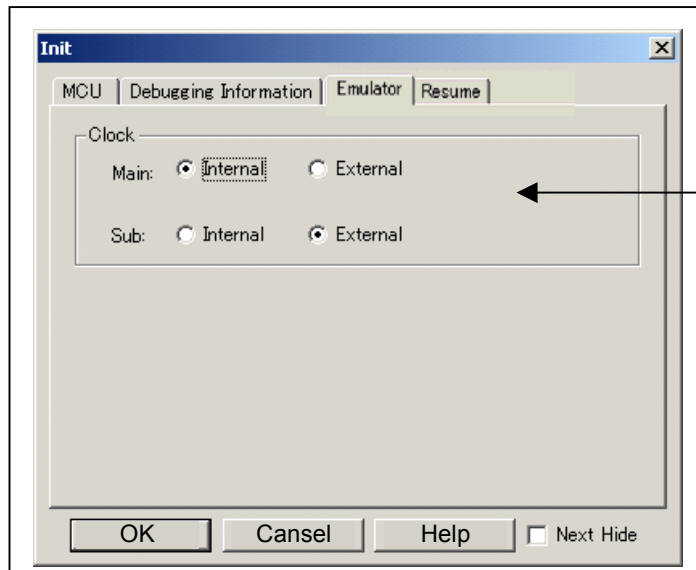 Init
MCU Debugging Information Emulator Resume
Clock
Main: Internal External
Sub: Internal External
OK Cansel Help Next Hide